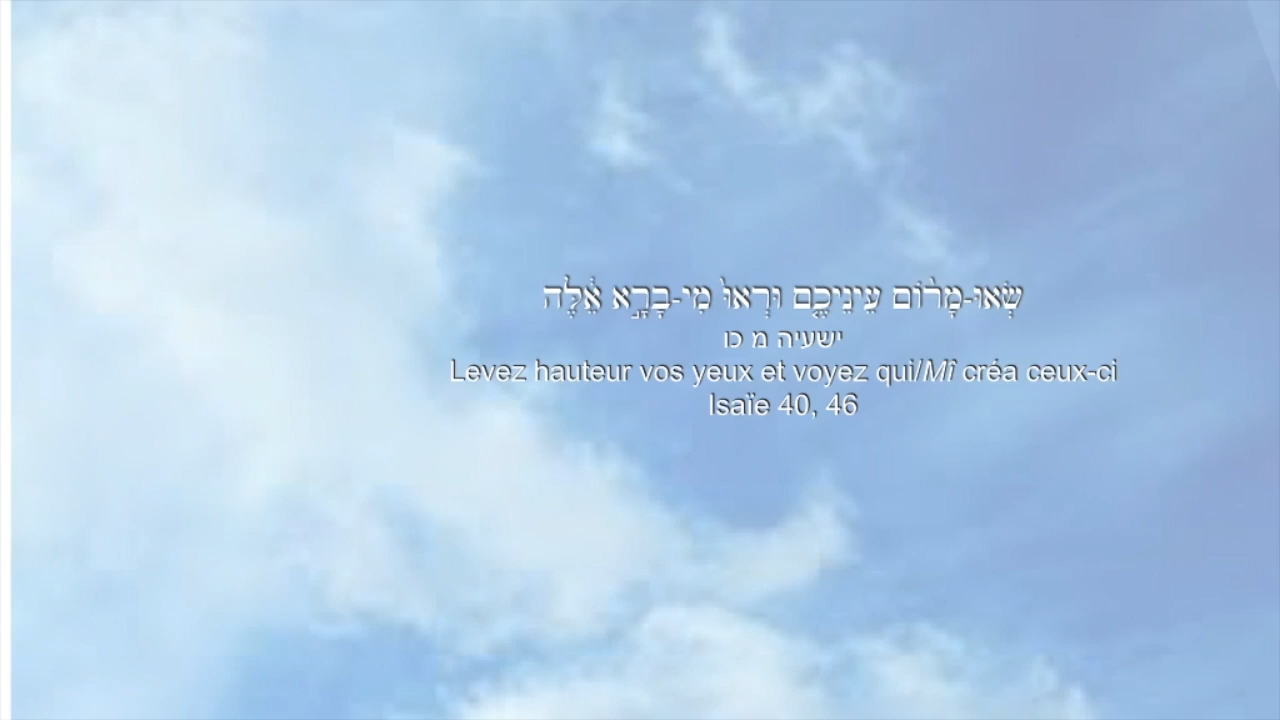 שְׂאוּ-מָר֨וֹם עֵינֵיכֶ֤ם וּרְאוּ֙ מִי-בָרָ֣א אֵ֔לֶּה
ישעיה מ כו
Levez hauteur vos yeux et voyez qui/Mî créa ceux-ci
Isaïe 40, 46